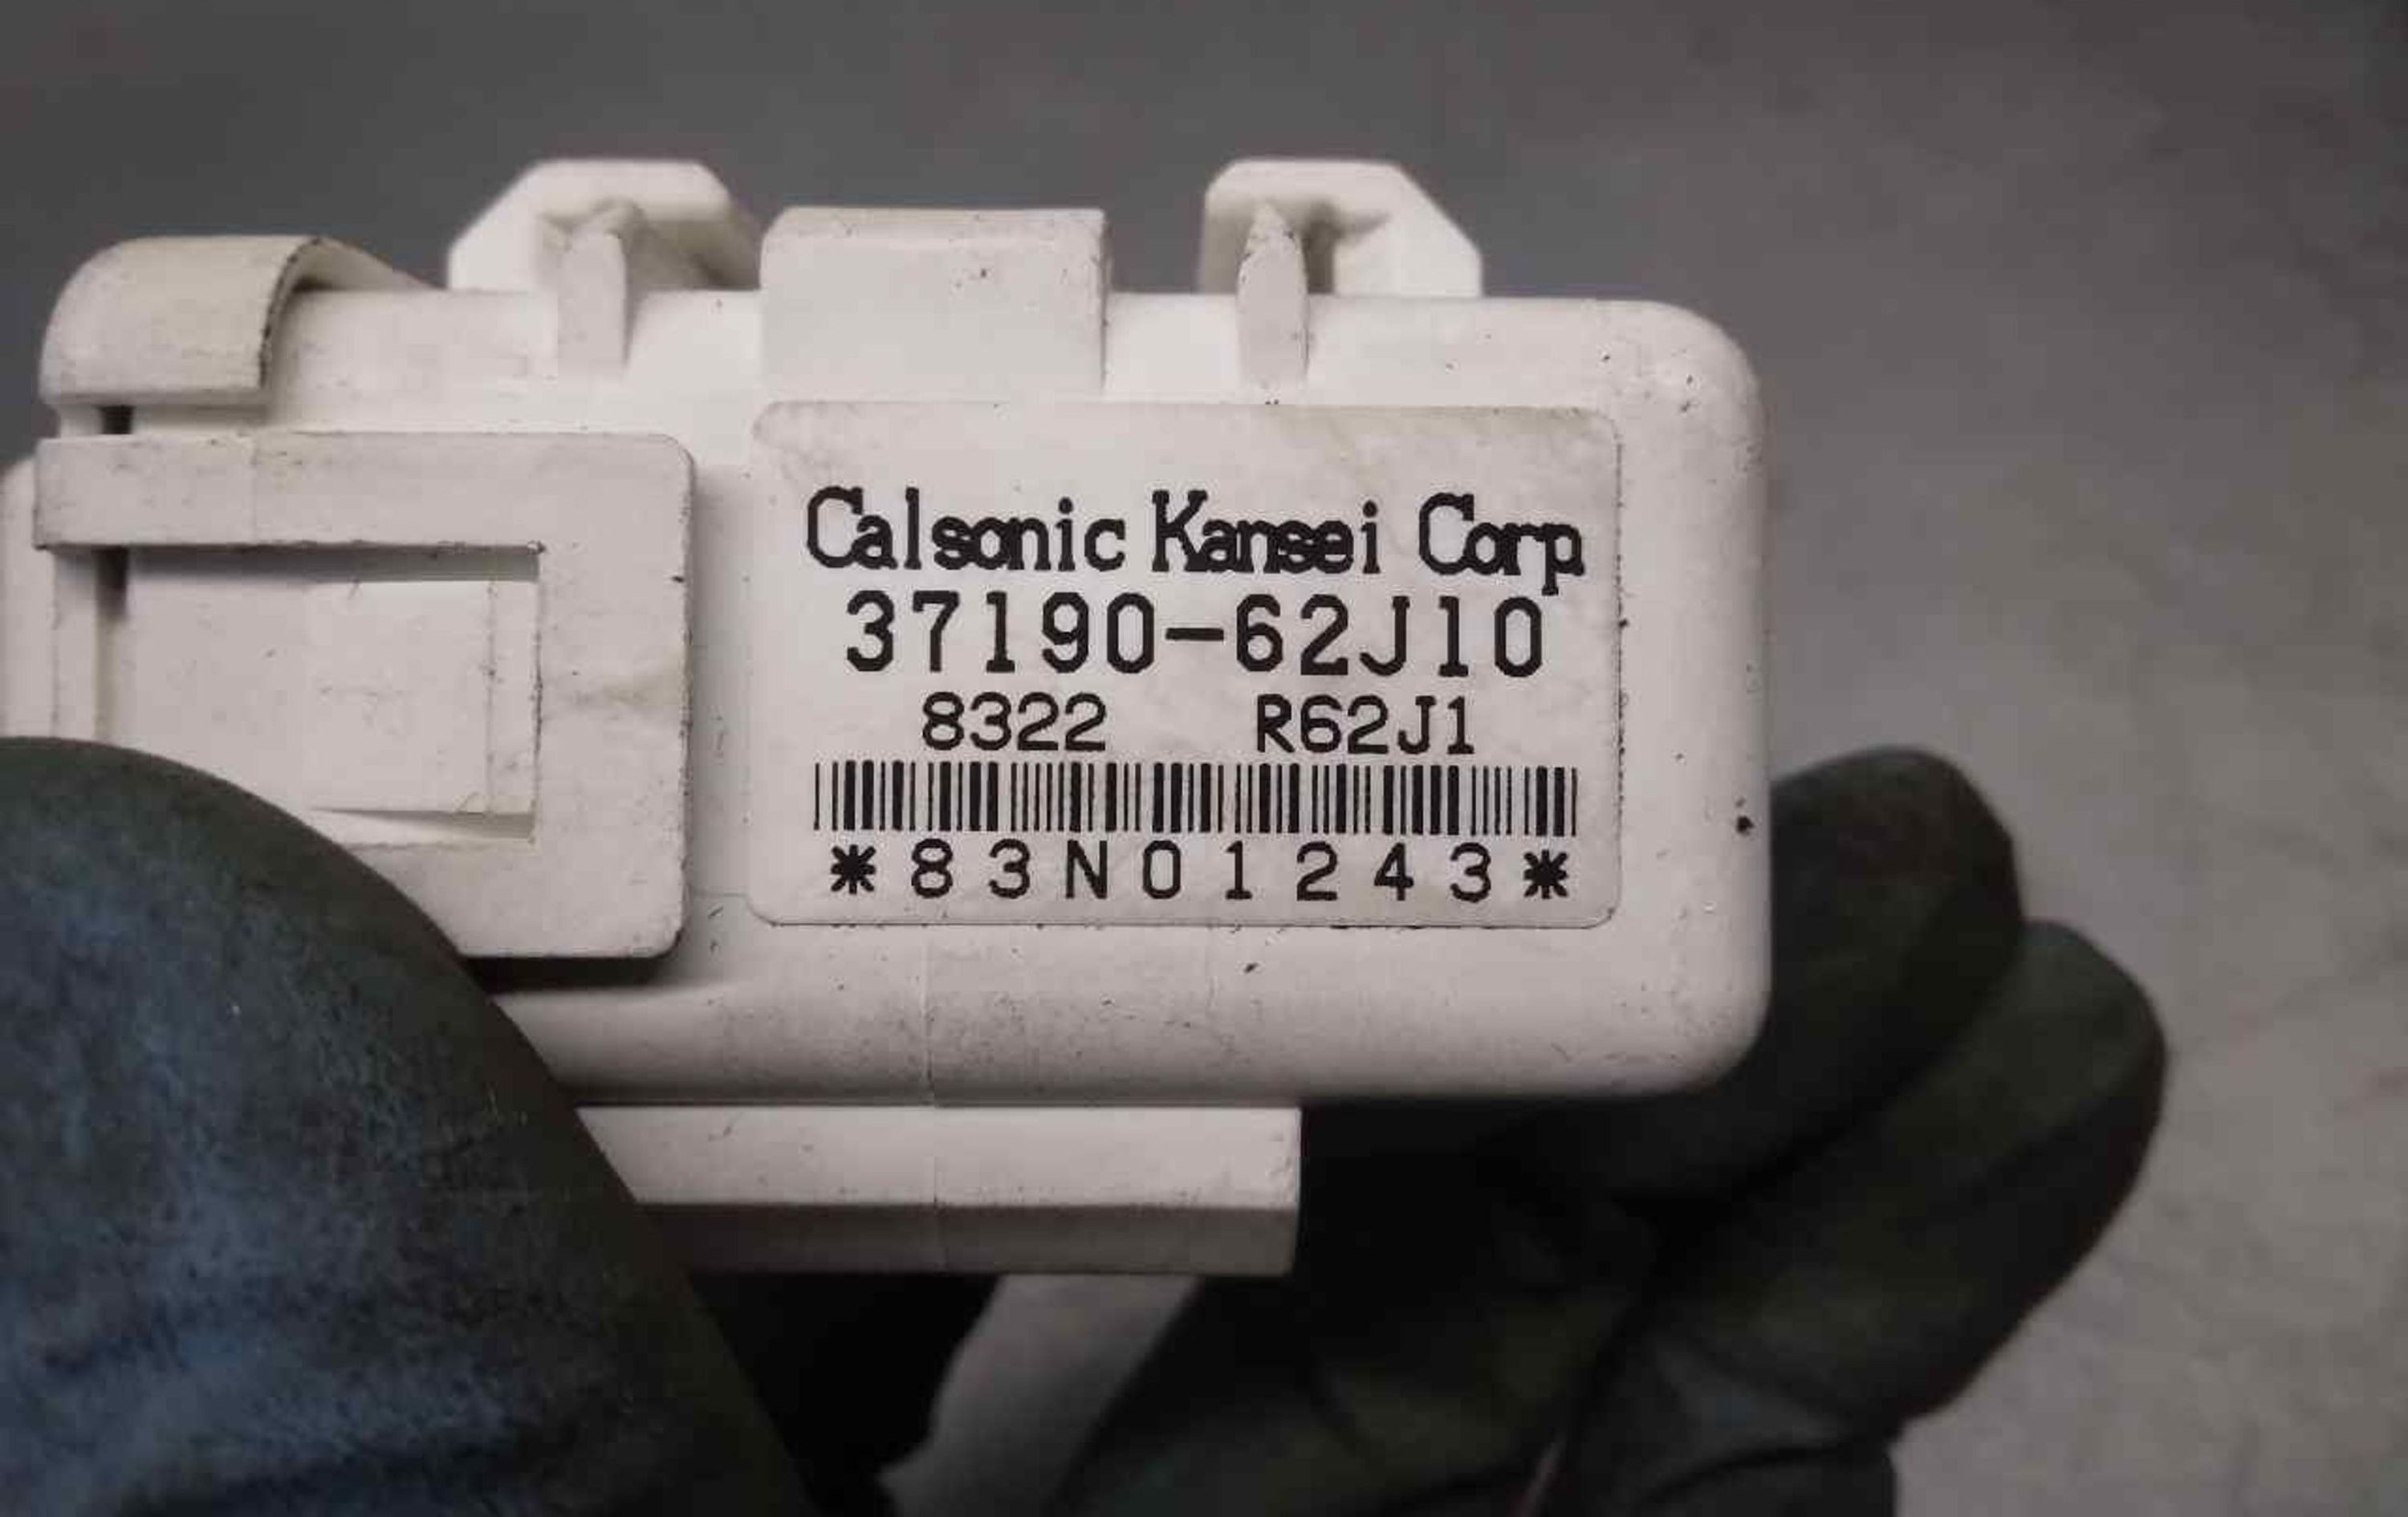 Calsonic Kansei Corp
37190-62J10
8322 R62J1
*83N01243*